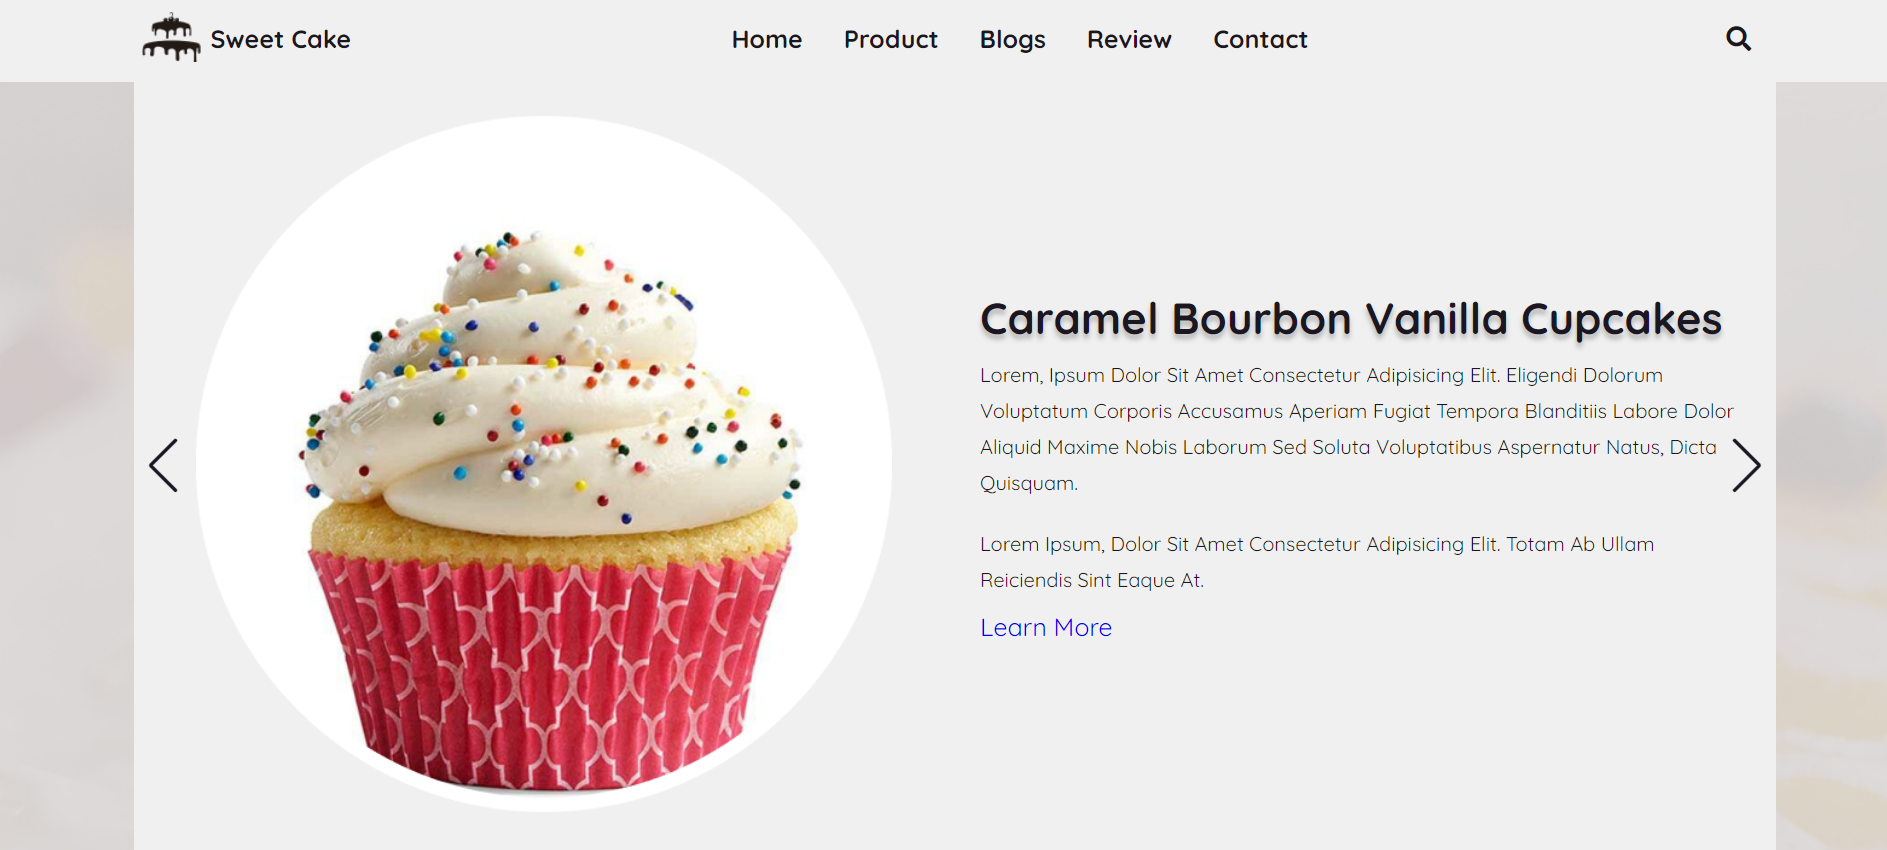 Sweet Cake
Home Product Blogs Review Contact
Caramel Bourbon Vanilla Cupcakes
Lorem, Ipsum Dolor Sit Amet Consectetur Adipisicing Elit. Eligendi Dolorum
Voluptatum Corporis Accusamus Aperiam Fugiat Tempora Blanditiis Labore Dolor
Aliquid Maxime Nobis Laborum Sed Soluta Voluptatibus Aspernatur Natus, Dicta
Quisquam.
Lorem Ipsum, Dolor Sit Amet Consectetur Adipisicing Elit. Totam Ab Ullam
Reiciendis Sint Eaque At.
Learn More